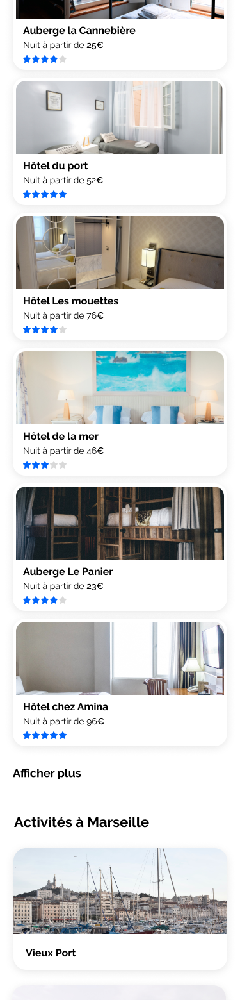 Auberge la Cannebière
Nuit à partir de 25€
Hôtel du port
Nuit à partir de 52€
Hôtel Les mouettes
Nuit à partir de 76€
Hôtel de la mer
Nuit à partir de 46€
Auberge Le Panier
Nuit à partir de 23€
Hôtel chez Amina
Nuit à partir de 96€
Afficher plus
Activités à Marseille
Vieux Port